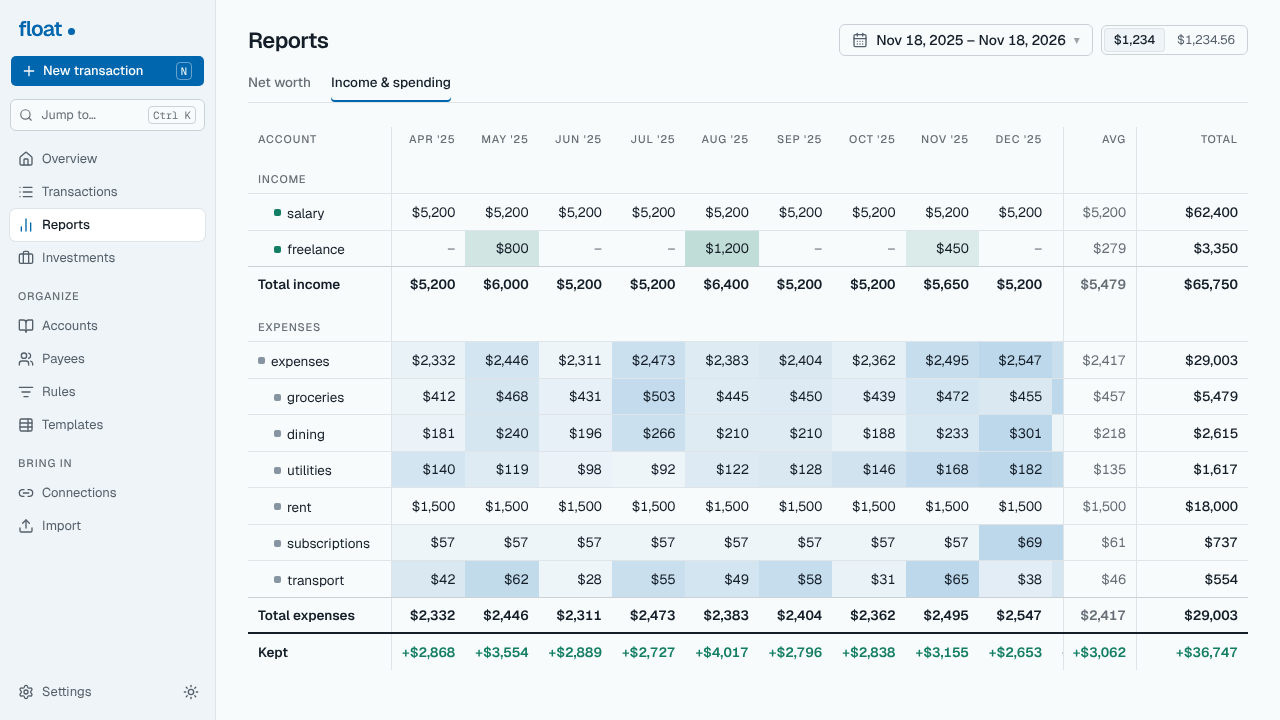 float
New transaction N
Jump to… Ctrl K
Overview
Transactions
Reports
Investments
ORGANIZE
Accounts
Payees
Rules
Templates
BRING IN
Connections
Import
Settings
Reports
Nov 18, 2025 – Nov 18, 2026 ▾ $1,234 $1,234.56
Net worth Income & spending
ACCOUNT APR '25 MAY '25 JUN '25 JUL '25 AUG '25 SEP '25 OCT '25 NOV '25 DEC '25 AVG TOTAL
INCOME
salary $5,200 $5,200 $5,200 $5,200 $5,200 $5,200 $5,200 $5,200 $5,200 $5,200 $62,400
freelance – $800 – – $1,200 – – $450 – $279 $3,350
Total income $5,200 $6,000 $5,200 $5,200 $6,400 $5,200 $5,200 $5,650 $5,200 $5,479 $65,750
EXPENSES
expenses $2,332 $2,446 $2,311 $2,473 $2,383 $2,404 $2,362 $2,495 $2,547 $2,417 $29,003
groceries $412 $468 $431 $503 $445 $450 $439 $472 $455 $457 $5,479
dining $181 $240 $196 $266 $210 $210 $188 $233 $301 $218 $2,615
utilities $140 $119 $98 $92 $122 $128 $146 $168 $182 $135 $1,617
rent $1,500 $1,500 $1,500 $1,500 $1,500 $1,500 $1,500 $1,500 $1,500 $1,500 $18,000
subscriptions $57 $57 $57 $57 $57 $57 $57 $57 $69 $61 $737
transport $42 $62 $28 $55 $49 $58 $31 $65 $38 $46 $554
Total expenses $2,332 $2,446 $2,311 $2,473 $2,383 $2,404 $2,362 $2,495 $2,547 $2,417 $29,003
Kept +$2,868 +$3,554 +$2,889 +$2,727 +$4,017 +$2,796 +$2,838 +$3,155 +$2,653 +$3,062 +$36,747